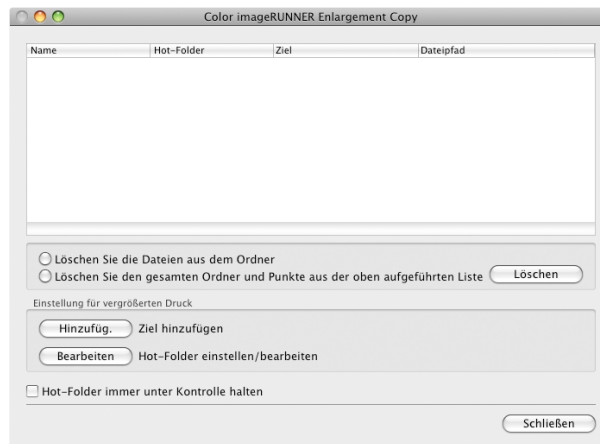 Color imageRUNNER Enlargement Copy
Name Hot-Folder Ziel Dateipfad
Löschen Sie die Dateien aus dem Ordner
Löschen Sie den gesamten Ordner und Punkte aus der oben aufgeführten Liste Löschen
Einstellung für vergrößerten Druck
Hinzufüg. Ziel hinzufügen
Bearbeiten Hot-Folder einstellen/bearbeiten
Hot-Folder immer unter Kontrolle halten
Schließen